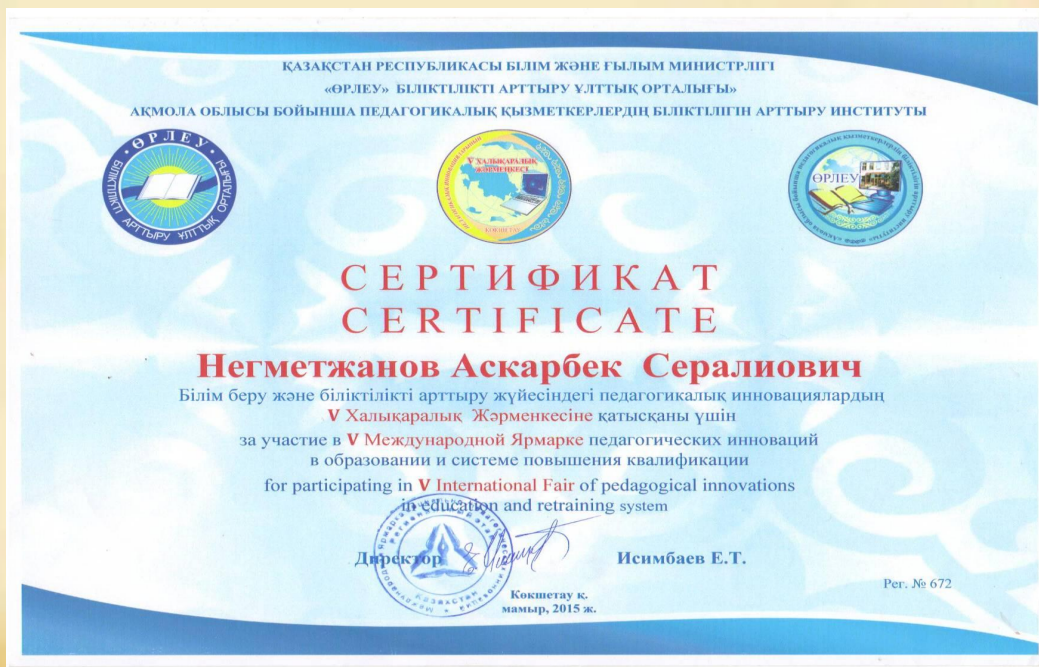 ҚАЗАҚСТАН РЕСПУБЛИКАСЫ БІЛІМ ЖӘНЕ ҒЫЛЫМ МИНИСТРЛІГІ
«ӨРЛЕУ» БІЛІКТІЛІКТІ АРТТЫРУ ҰЛТТЫҚ ОРТАЛЫҒЫ»
АҚМОЛА ОБЛЫСЫ БОЙЫНША ПЕДАГОГИКАЛЫҚ ҚЫЗМЕТКЕРЛЕРДІҢ БІЛІКТІЛІГІН АРТТЫРУ ИНСТИТУТЫ
ӨРЛЕУ
БІЛІКТІЛІКТІ АРТТЫРУ ҰЛТТЫҚ ОРТАЛЫҒЫ
V ХАЛЫҚАРАЛЫҚ
ЖӘРМЕҢКЕСІ
КӨКШЕТАУ
ӨРЛЕУ
СЕРТИФИКАТ
CERTIFICATE
Негметжанов Аскарбек Сералиович
Білім беру және біліктілікті арттыру жүйесіндегі педагогикалық инновациялардың
V Халықаралық Жәрменкесіне қатысқаны үшін
за участие в V Международной Ярмарке педагогических инноваций
в образовании и системе повышения квалификации
for participating in V International Fair of pedagogical innovations
in education and retraining system
Директор Исимбаев Е.Т.
Казахстан
Рег. № 672
Көкшетау қ.
мамыр, 2015 ж.